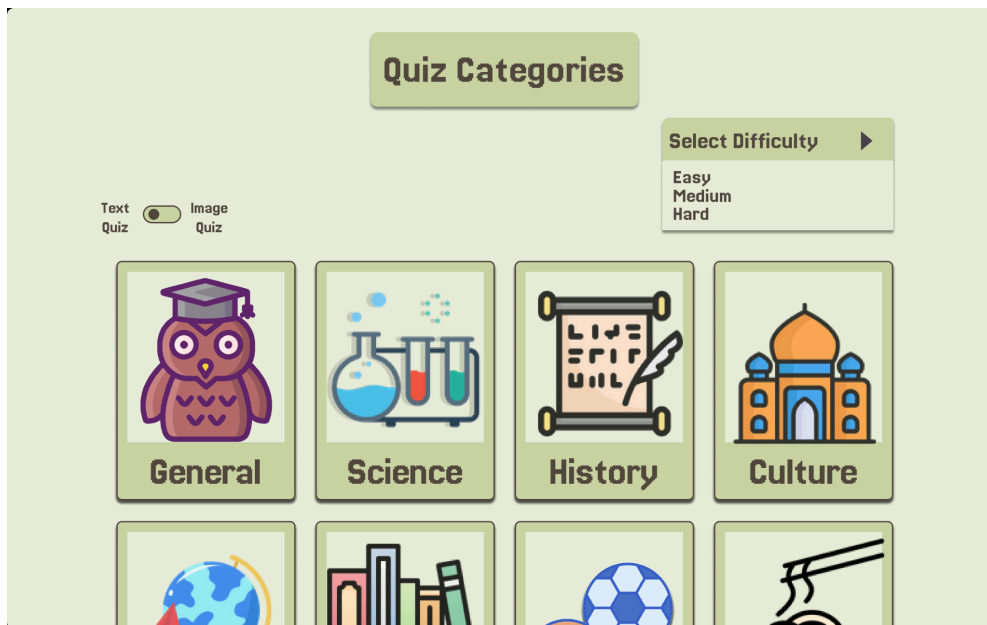 Quiz Categories
Select Difficulty
Easy
Medium
Hard
Text Quiz
Image Quiz
General
Science
History
Culture